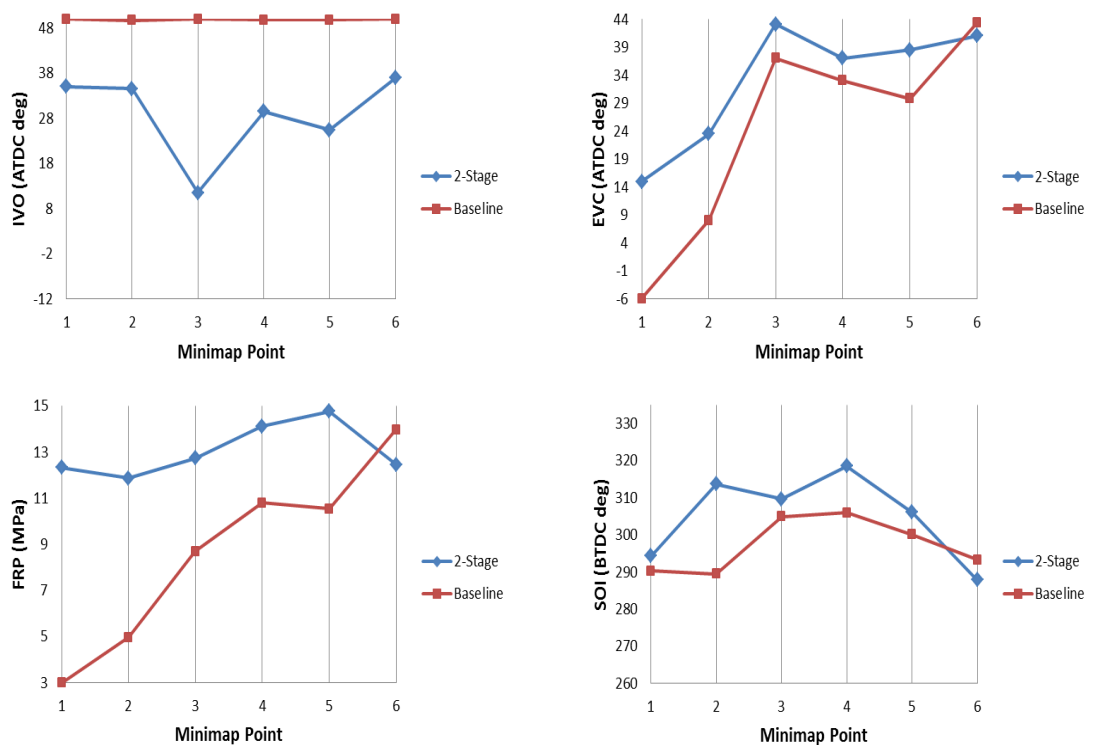 IVO (ATDC deg)
48
38
28
18
8
-2
-12
1 2 3 4 5 6
Minimap Point
2-Stage
Baseline
EVC (ATDC deg)
44
39
34
29
24
19
14
9
4
-1
-6
1 2 3 4 5 6
Minimap Point
2-Stage
Baseline
FRP (MPa)
15
13
11
9
7
5
3
1 2 3 4 5 6
Minimap Point
2-Stage
Baseline
SOI (BTDC deg)
330
320
310
300
290
280
270
260
1 2 3 4 5 6
Minimap Point
2-Stage
Baseline